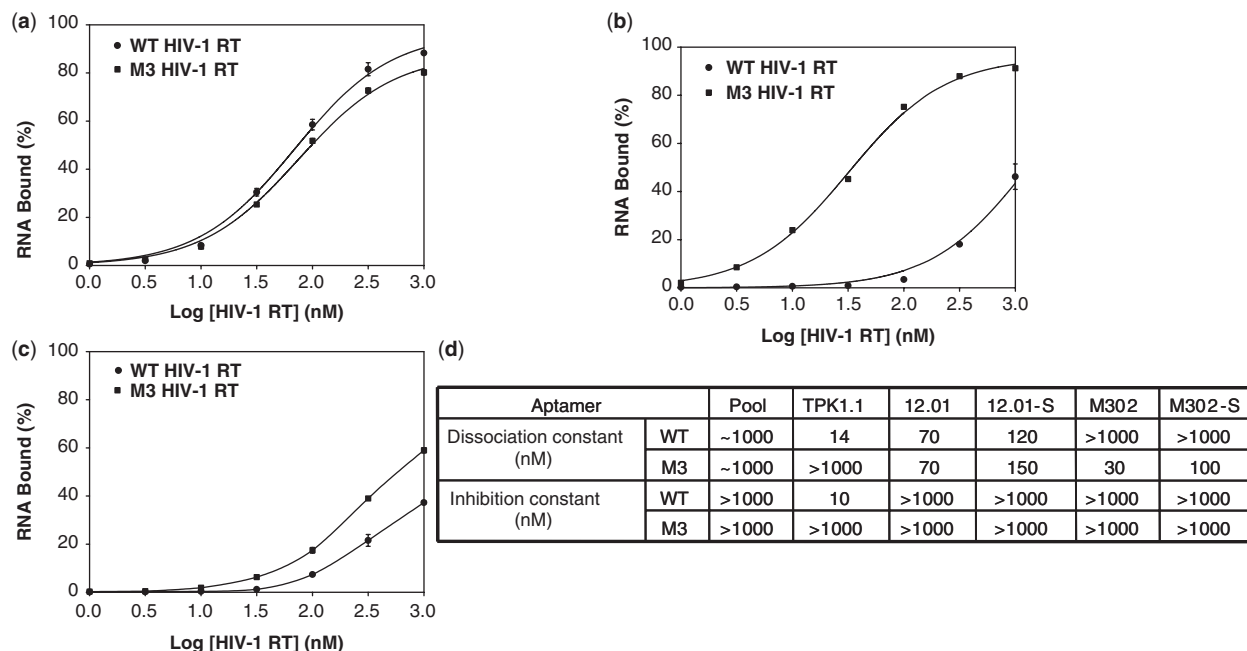 (a)
100
80
60
40
20
0
RNA Bound (%)
WT HIV-1 RT
M3 HIV-1 RT
0.0 0.5 1.0 1.5 2.0 2.5 3.0
Log [HIV-1 RT] (nM)
(b)
100
80
60
40
20
0
RNA Bound (%)
WT HIV-1 RT
M3 HIV-1 RT
0.0 0.5 1.0 1.5 2.0 2.5 3.0
Log [HIV-1 RT] (nM)
(c)
100
80
60
40
20
0
RNA Bound (%)
WT HIV-1 RT
M3 HIV-1 RT
0.0 0.5 1.0 1.5 2.0 2.5 3.0
Log [HIV-1 RT] (nM)
(d)
Aptamer Pool TPK1.1 12.01 12.01-S M302 M302-S
Dissociation constant (nM) WT ~1000 14 70 120 >1000 >1000
M3 ~1000 >1000 70 150 30 100
Inhibition constant (nM) WT >1000 10 >1000 >1000 >1000 >1000
M3 >1000 >1000 >1000 >1000 >1000 >1000